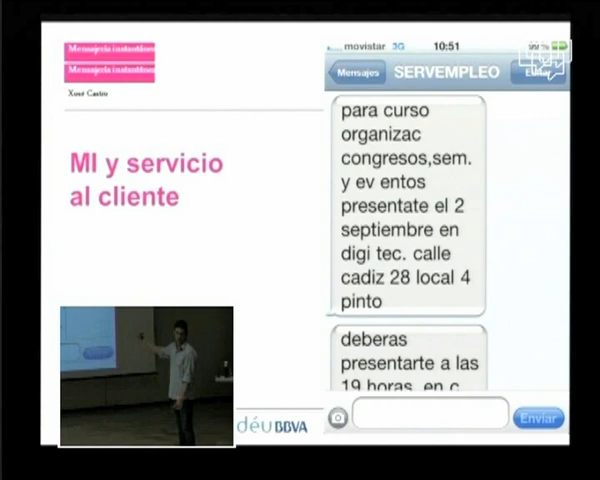 Mensajería instantánea
Mensajería instantánea
Xosé Castro
MI y servicio
al cliente
movistar 3G 10:51
Mensajes SERVEMPLEO
para curso
organizac
congresos,sem.
y ev entos
presentate el 2
septiembre en
digi tec. calle
cadiz 28 local 4
pinto
deberas
presentarte a las
19 horas en c
Enviar
déu BBVA